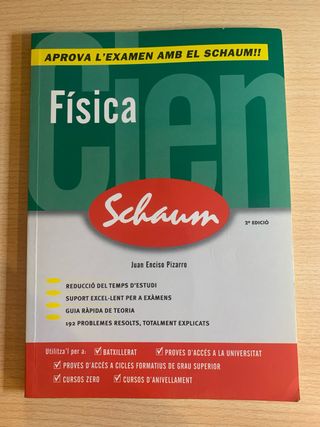 APROVA L'EXAMEN AMB EL SCHAUM!!
Cien
Física
Schaum
2ª EDICIÓ
Juan Enciso Pizarro
REDUCCIÓ DEL TEMPS D'ESTUDI
SUPORT EXCEL·LENT PER A EXÀMENS
GUIA RÀPIDA DE TEORIA
192 PROBLEMES RESOLTS, TOTALMENT EXPLICATS
Utilitza'l per a: BATXILLERAT PROVES D'ACCÉS A LA UNIVERSITAT
PROVES D'ACCÉS A CICLES FORMATIUS DE GRAU SUPERIOR
CURSOS ZERO CURSOS D'ANIVELLAMENT